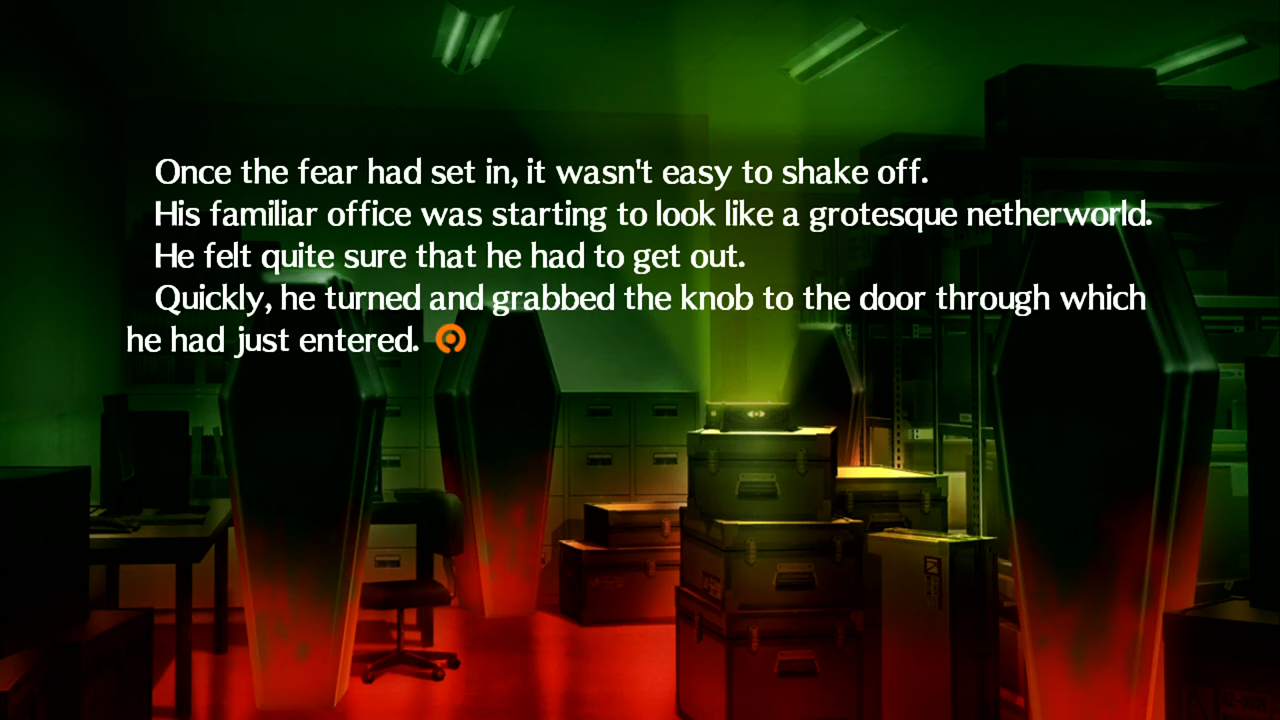 Once the fear had set in, it wasn't easy to shake off.
His familiar office was starting to look like a grotesque netherworld.
He felt quite sure that he had to get out.
Quickly, he turned and grabbed the knob to the door through which
he had just entered.